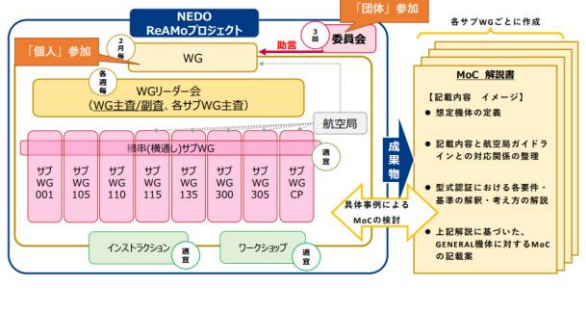 「団体」参加
NEDO
ReAMoプロジェクト
3回
委員会
助言
「個人」参加
2月毎
WG
各週毎
WGリーダー会
(WG主査/副査、各サブWG主査)
航空局
横串(横通し)サブWG
適宜
サブ
WG
001
サブ
WG
105
サブ
WG
110
サブ
WG
115
サブ
WG
135
サブ
WG
300
サブ
WG
305
サブ
WG
CP
インストラクション
適宜
ワークショップ
適宜
成果物
具体事例による
MoCの検討
各サブWGごとに作成
MoC 解説書
【記載内容 イメージ】
● 想定機体の定義
● 記載内容と航空局ガイドラ
インとの対応関係の整理
● 型式認証における各要件・
基準の解釈・考え方の解説
● 上記解説に基づいた、
GENERAL機体に対するMoC
の記載案